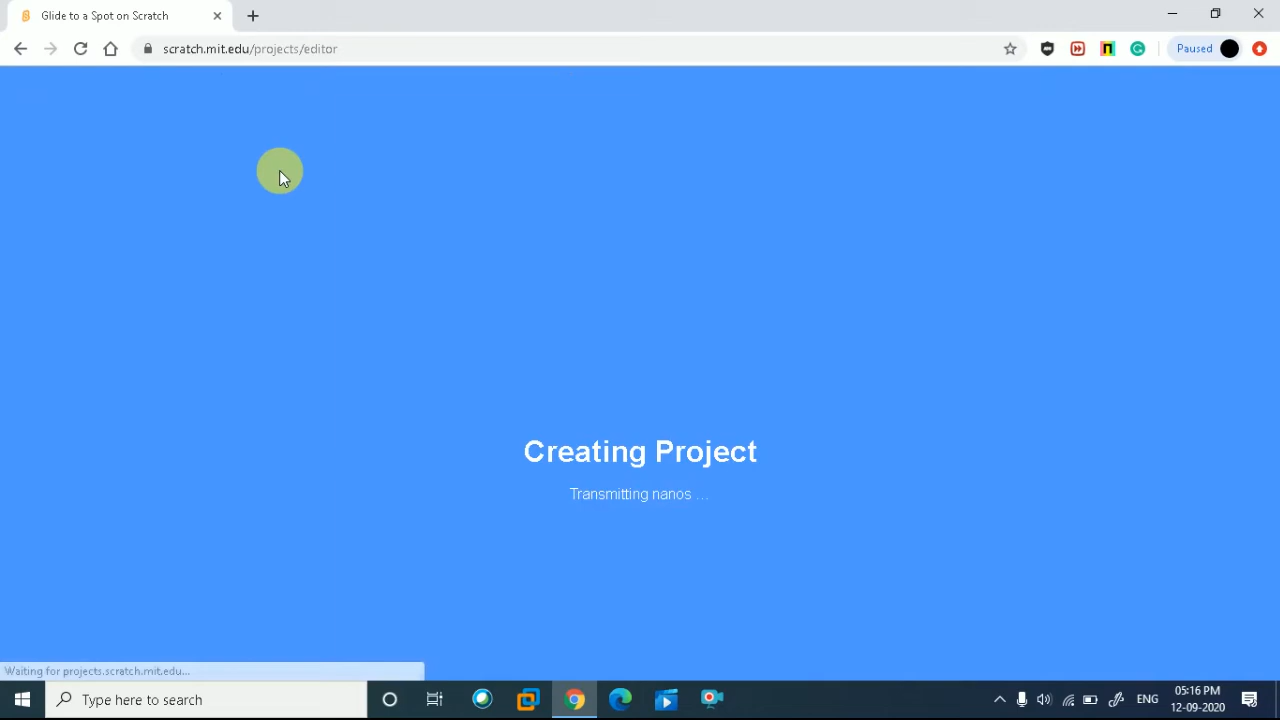 Glide to a Spot on Scratch
scratch.mit.edu/projects/editor
Paused
Creating Project
Transmitting nanos …
Waiting for projects.scratch.mit.edu...
Type here to search
ENG
05:16 PM
12-09-2020